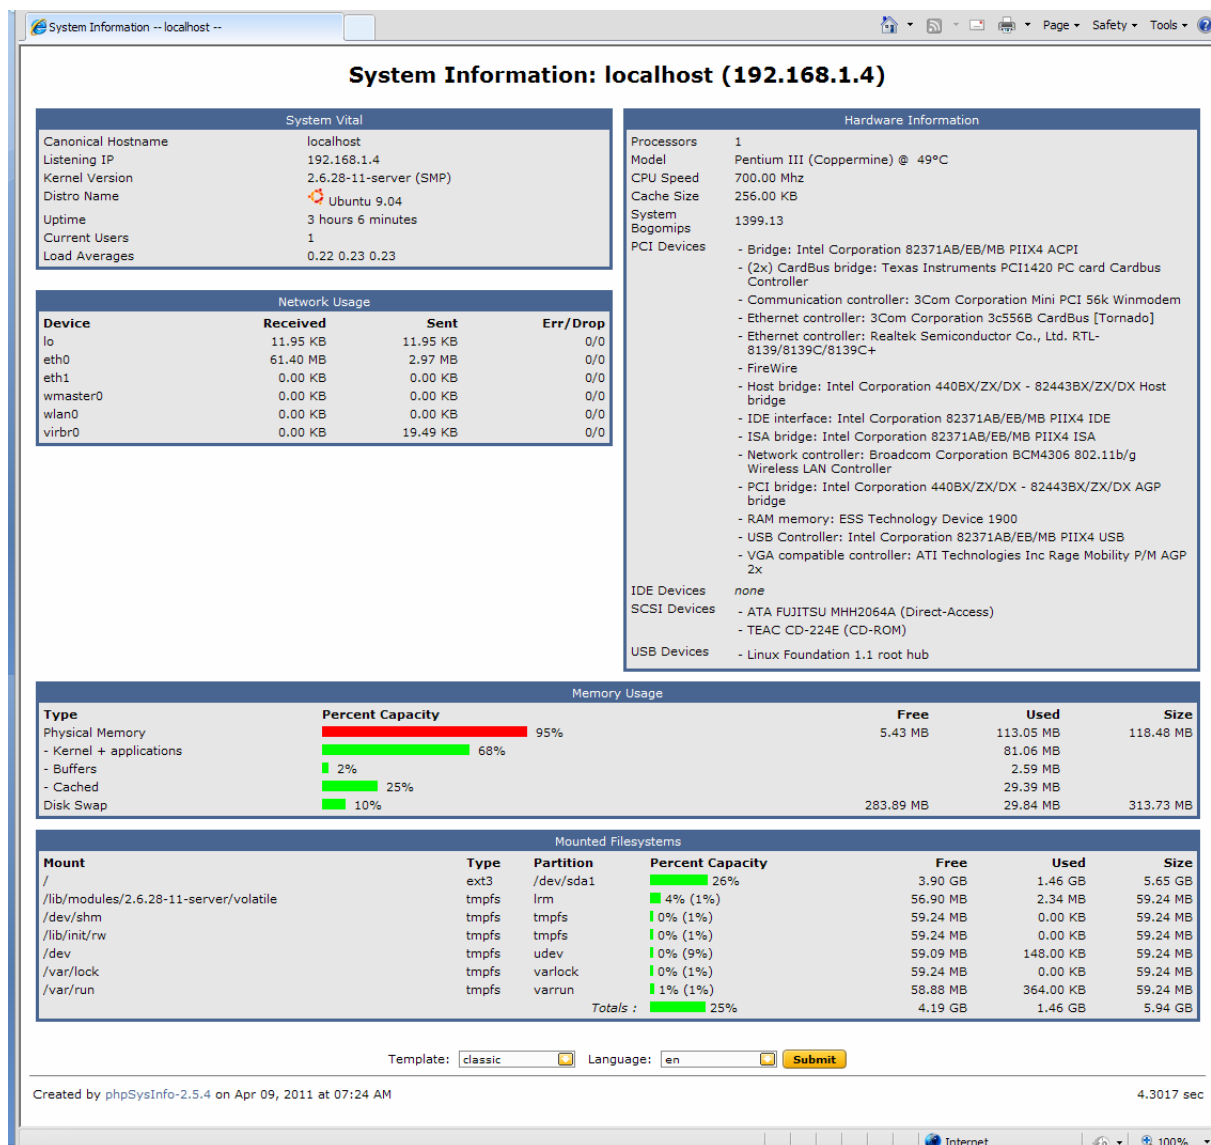 System Information -- localhost --
Page Safety Tools
System Information: localhost (192.168.1.4)
System Vital
Canonical Hostname localhost
Listening IP 192.168.1.4
Kernel Version 2.6.28-11-server (SMP)
Distro Name Ubuntu 9.04
Uptime 3 hours 6 minutes
Current Users 1
Load Averages 0.22 0.23 0.23
Network Usage
Device Received Sent Err/Drop
lo 11.95 KB 11.95 KB 0/0
eth0 61.40 MB 2.97 MB 0/0
eth1 0.00 KB 0.00 KB 0/0
wmaster0 0.00 KB 0.00 KB 0/0
wlan0 0.00 KB 0.00 KB 0/0
virbr0 0.00 KB 19.49 KB 0/0
Hardware Information
Processors 1
Model Pentium III (Coppermine) @ 49°C
CPU Speed 700.00 Mhz
Cache Size 256.00 KB
System
Bogomips 1399.13
PCI Devices - Bridge: Intel Corporation 82371AB/EB/MB PIIX4 ACPI
- (2x) CardBus bridge: Texas Instruments PCI1420 PC card Cardbus
Controller
- Communication controller: 3Com Corporation Mini PCI 56k Winmodem
- Ethernet controller: 3Com Corporation 3c556B CardBus [Tornado]
- Ethernet controller: Realtek Semiconductor Co., Ltd. RTL-
8139/8139C/8139C+
- FireWire
- Host bridge: Intel Corporation 440BX/ZX/DX - 82443BX/ZX/DX Host
bridge
- IDE interface: Intel Corporation 82371AB/EB/MB PIIX4 IDE
- ISA bridge: Intel Corporation 82371AB/EB/MB PIIX4 ISA
- Network controller: Broadcom Corporation BCM4306 802.11b/g
Wireless LAN Controller
- PCI bridge: Intel Corporation 440BX/ZX/DX - 82443BX/ZX/DX AGP
bridge
- RAM memory: ESS Technology Device 1900
- USB Controller: Intel Corporation 82371AB/EB/MB PIIX4 USB
- VGA compatible controller: ATI Technologies Inc Rage Mobility P/M AGP
2x
IDE Devices none
SCSI Devices - ATA FUJITSU MHH2064A (Direct-Access)
- TEAC CD-224E (CD-ROM)
USB Devices - Linux Foundation 1.1 root hub
Memory Usage
Type Percent Capacity Free Used Size
Physical Memory 95% 5.43 MB 113.05 MB 118.48 MB
- Kernel + applications 68% 81.06 MB
- Buffers 2% 2.59 MB
- Cached 25% 29.39 MB
Disk Swap 10% 283.89 MB 29.84 MB 313.73 MB
Mounted Filesystems
Mount Type Partition Percent Capacity Free Used Size
/ ext3 /dev/sda1 26% 3.90 GB 1.46 GB 5.65 GB
/lib/modules/2.6.28-11-server/volatile tmpfs lrm 4% (1%) 56.90 MB 2.34 MB 59.24 MB
/dev/shm tmpfs tmpfs 0% (1%) 59.24 MB 0.00 KB 59.24 MB
/lib/init/rw tmpfs tmpfs 0% (1%) 59.24 MB 0.00 KB 59.24 MB
/dev tmpfs udev 0% (9%) 59.09 MB 148.00 KB 59.24 MB
/var/lock tmpfs varlock 0% (1%) 59.24 MB 0.00 KB 59.24 MB
/var/run tmpfs varrun 1% (1%) 58.88 MB 364.00 KB 59.24 MB
Totals : 25% 4.19 GB 1.46 GB 5.94 GB
Template: classic Language: en Submit
Created by phpSysInfo-2.5.4 on Apr 09, 2011 at 07:24 AM 4.3017 sec
Internet 100%